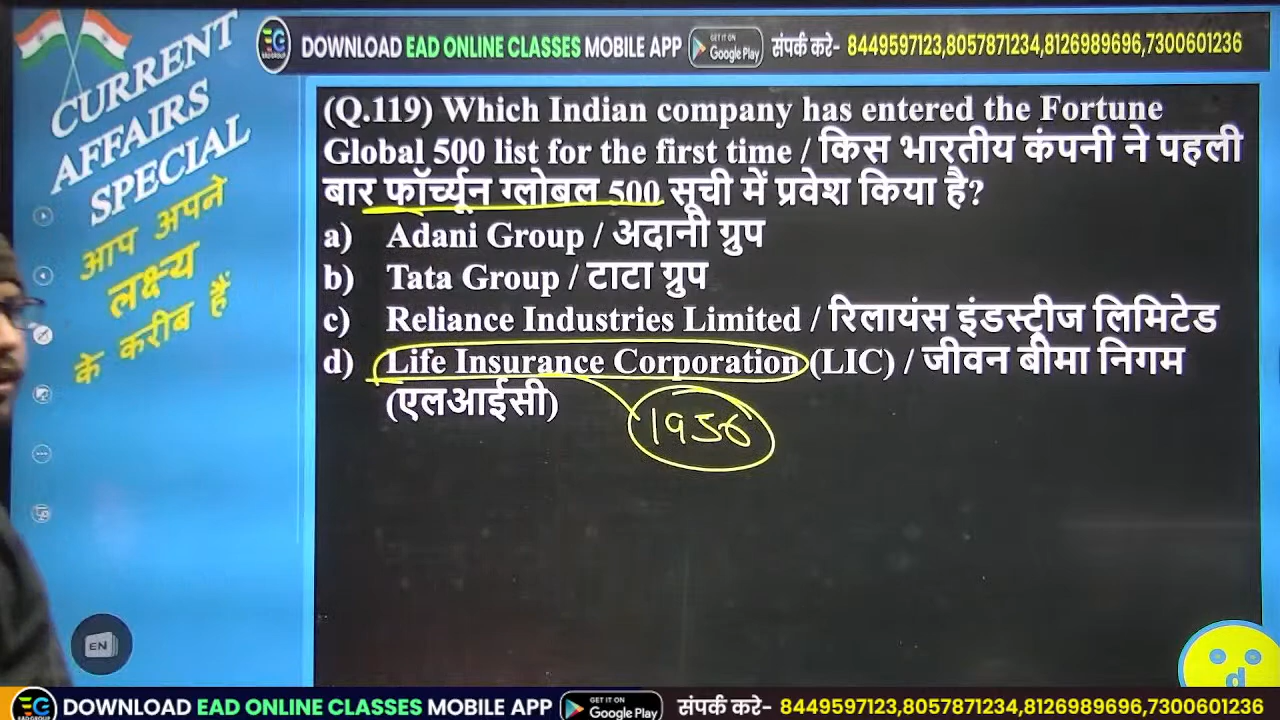 DOWNLOAD EAD ONLINE CLASSES MOBILE APP GET IT ON Google Play संपर्क करे- 8449597123,8057871234,8126989696,7300601236
CURRENT
AFFAIRS
SPECIAL
आप अपने
लक्ष्य
के करीब हैं
(Q.119) Which Indian company has entered the Fortune
Global 500 list for the first time / किस भारतीय कंपनी ने पहली
बार फॉर्च्यून ग्लोबल 500 सूची में प्रवेश किया है?
a) Adani Group / अदानी ग्रुप
b) Tata Group / टाटा ग्रुप
c) Reliance Industries Limited / रिलायंस इंडस्ट्रीज लिमिटेड
d) Life Insurance Corporation (LIC) / जीवन बीमा निगम
(एलआईसी)
1956
EN
d
DOWNLOAD EAD ONLINE CLASSES MOBILE APP GET IT ON Google Play संपर्क करे- 8449597123,8057871234,8126989696,7300601236